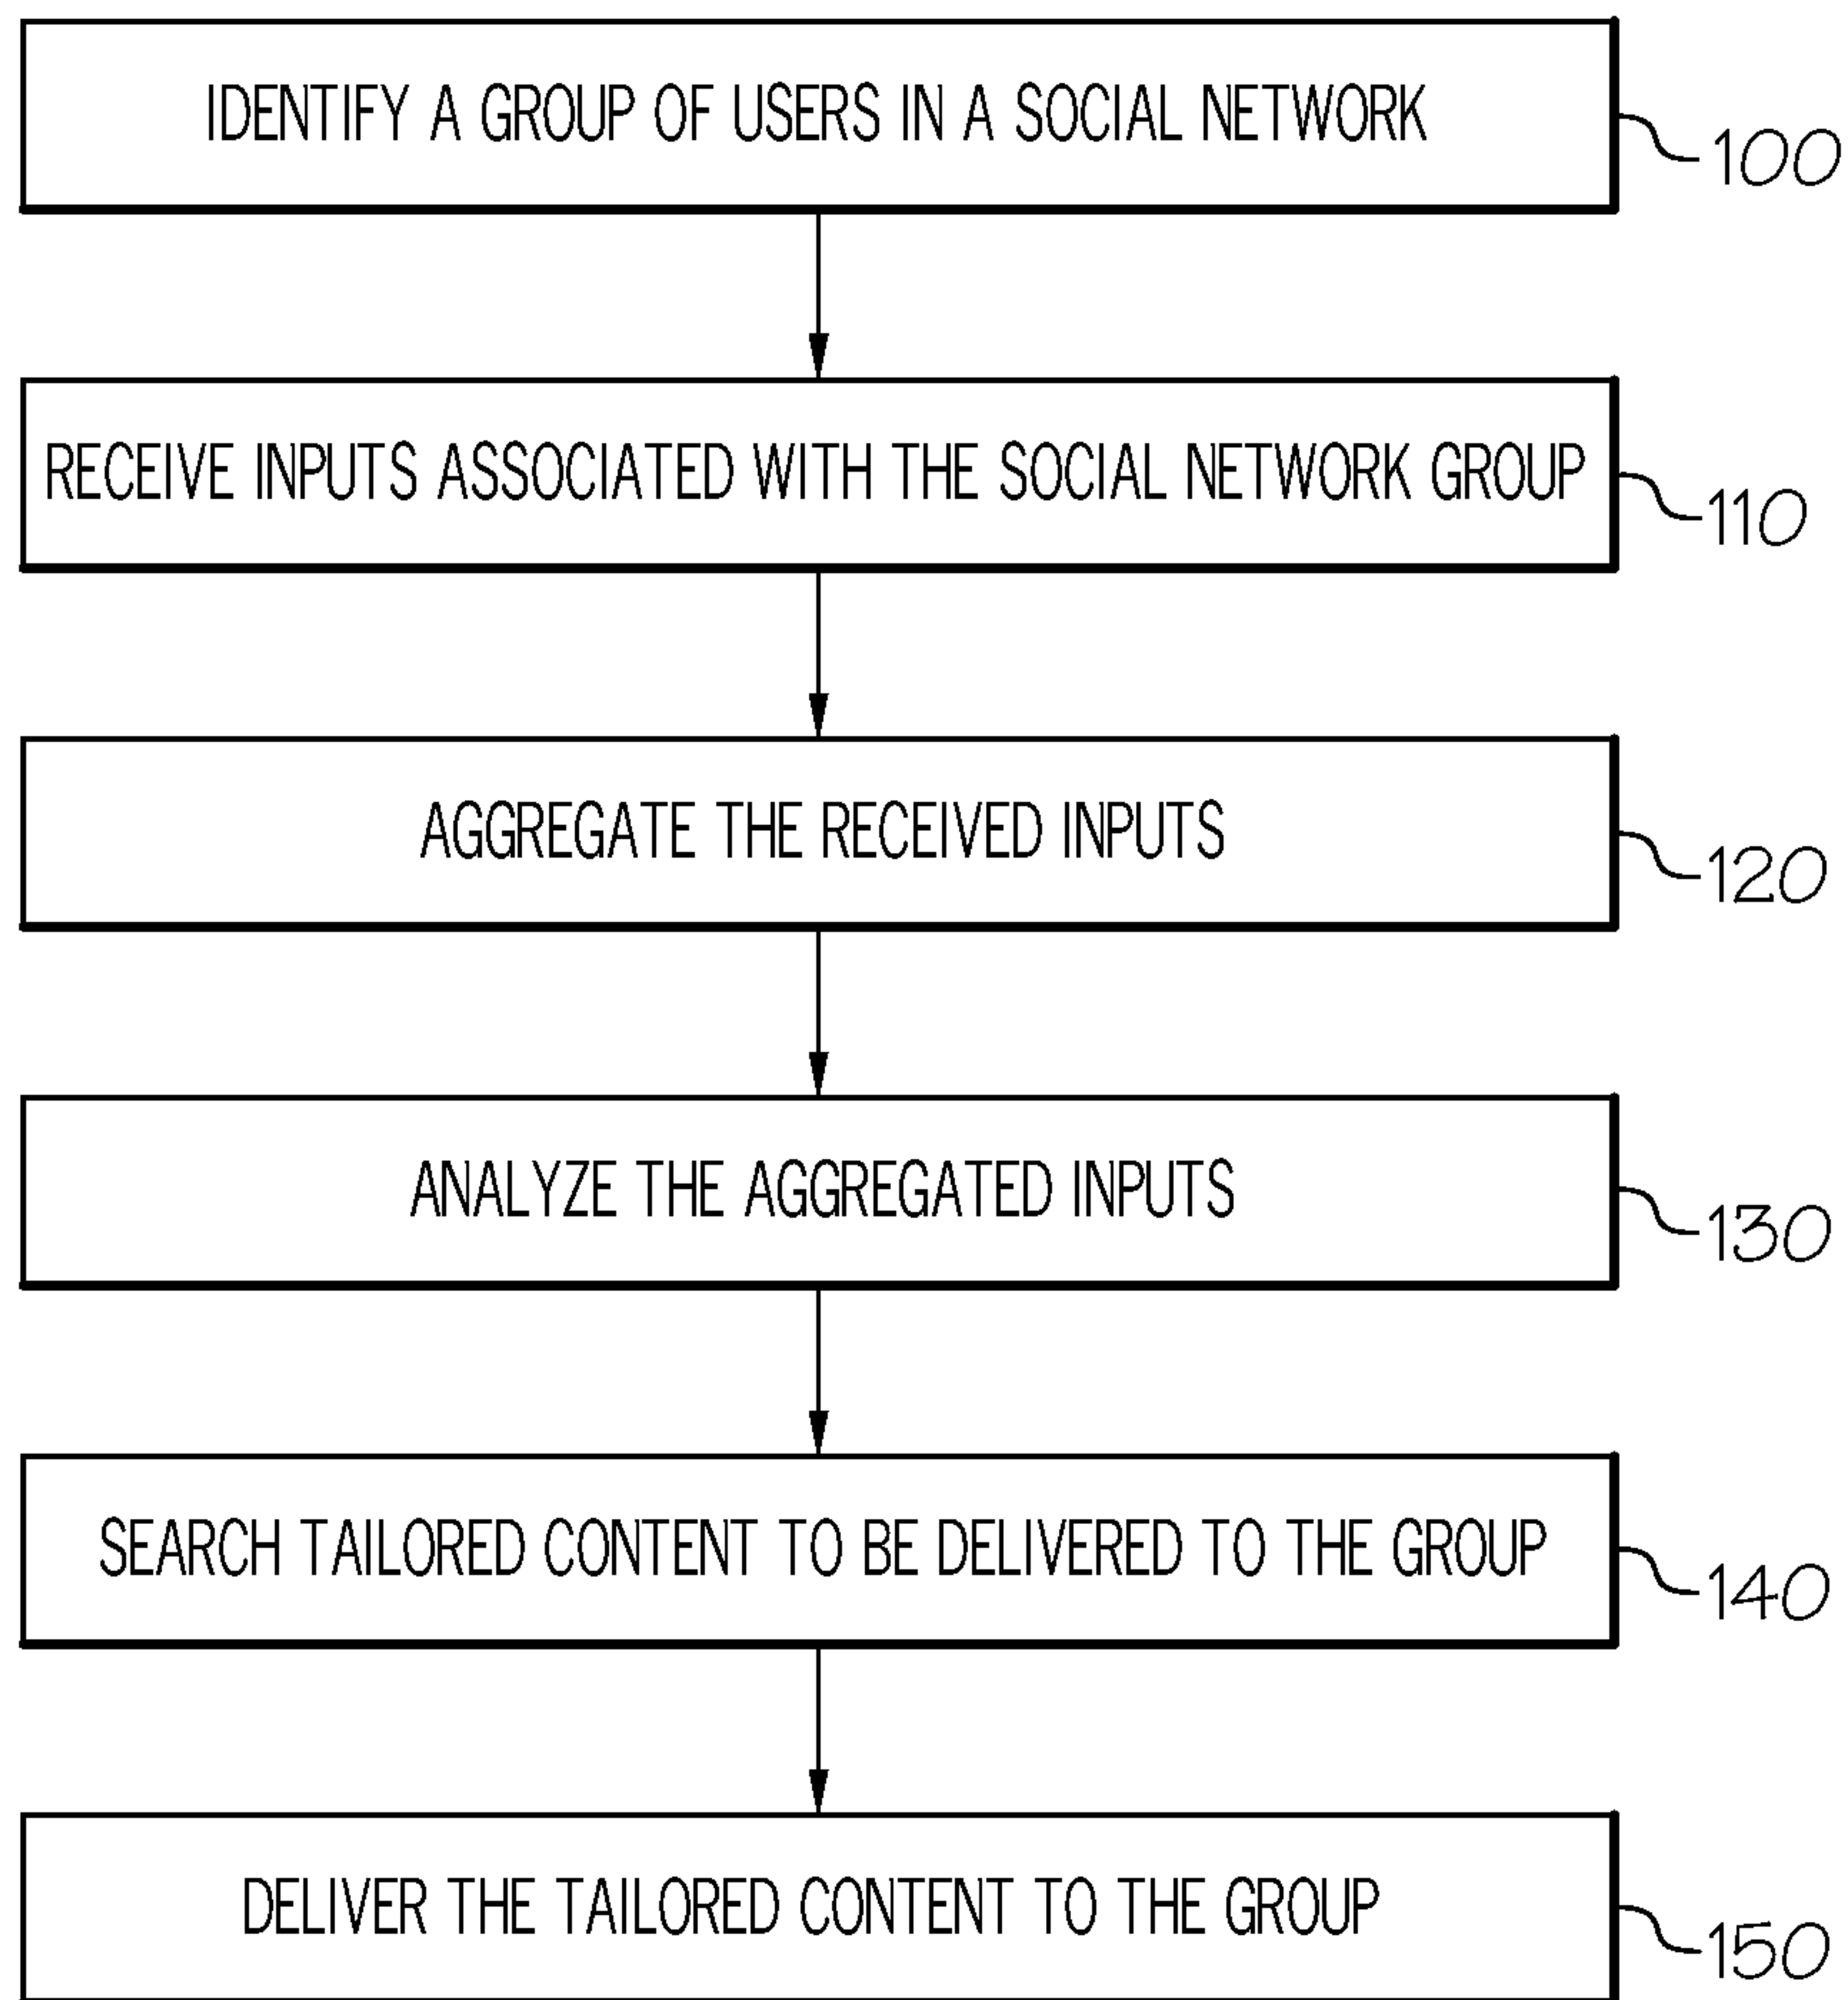 IDENTIFY A GROUP OF USERS IN A SOCIAL NETWORK
100
RECEIVE INPUTS ASSOCIATED WITH THE SOCIAL NETWORK GROUP
110
AGGREGATE THE RECEIVED INPUTS
120
ANALYZE THE AGGREGATED INPUTS
130
SEARCH TAILORED CONTENT TO BE DELIVERED TO THE GROUP
140
DELIVER THE TAILORED CONTENT TO THE GROUP
150